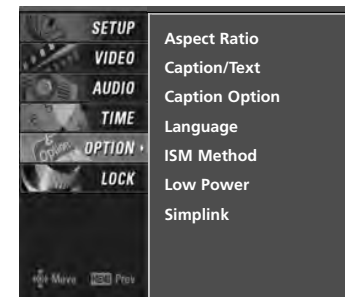 SETUP
VIDEO
AUDIO
TIME
OPTION
LOCK
Move MENU Prev
Aspect Ratio
Caption/Text
Caption Option
Language
ISM Method
Low Power
Simplink